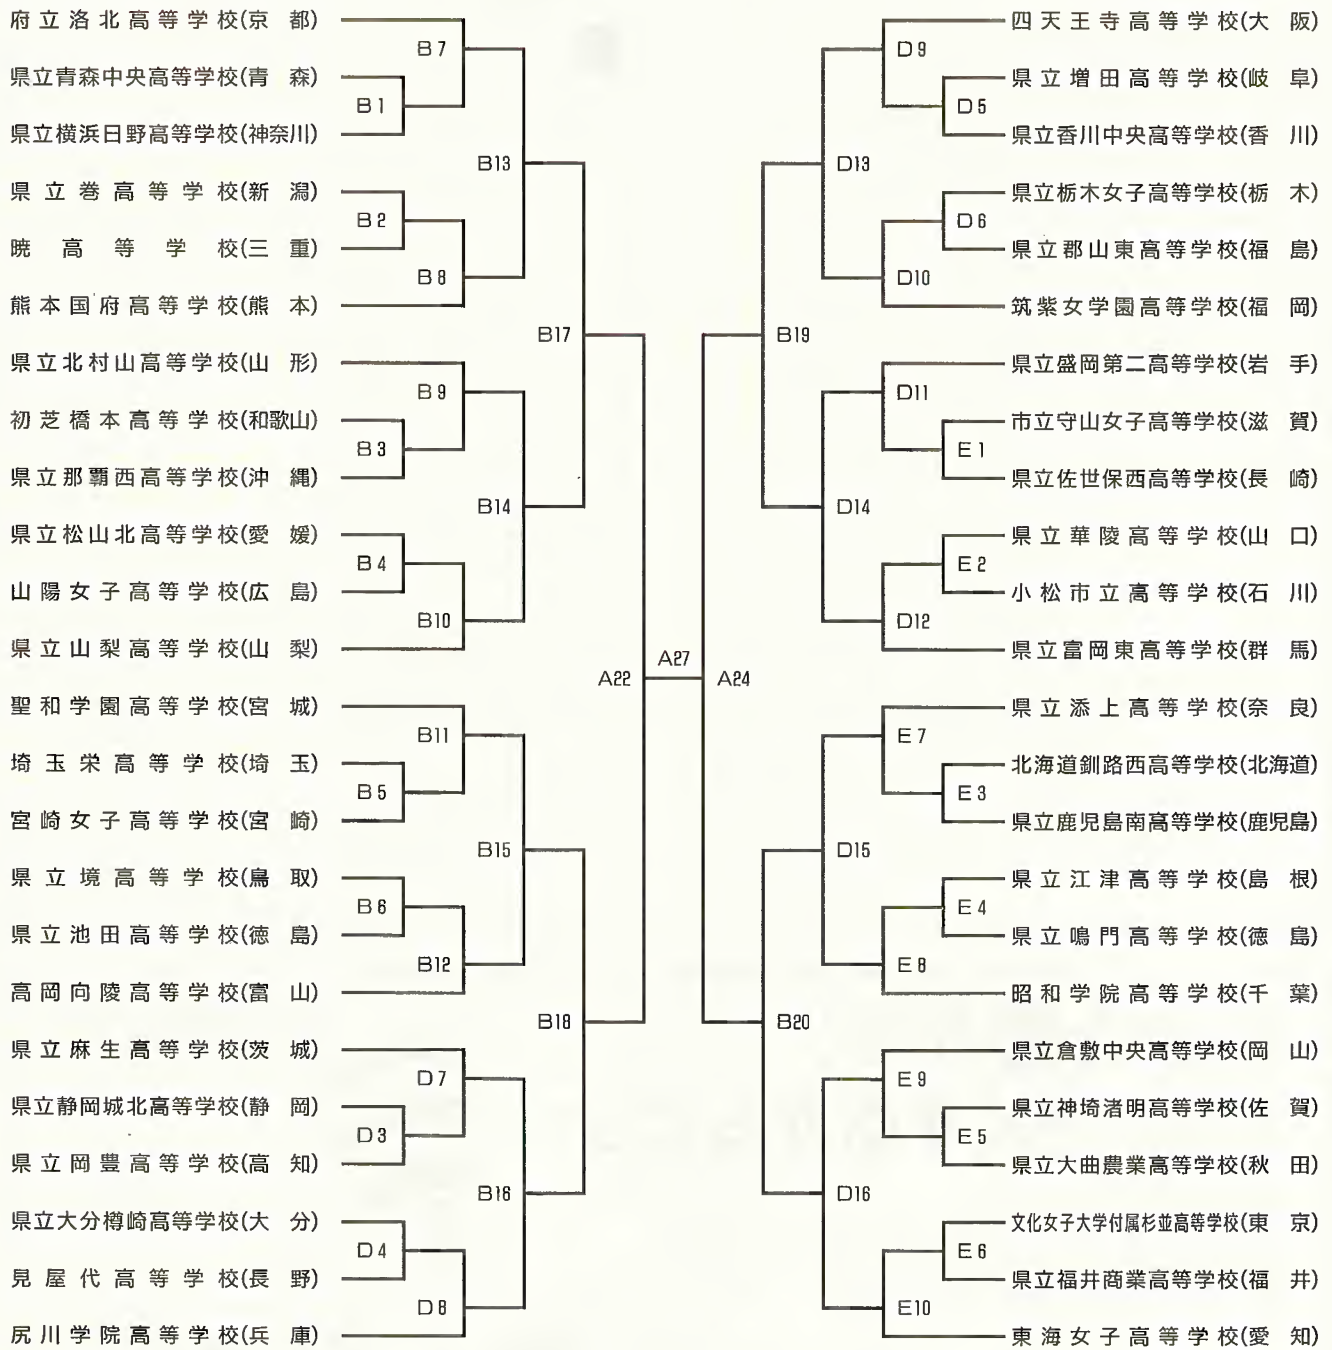 府立洛北高等学校(京都)
県立青森中央高等学校(青森)
県立横浜日野高等学校(神奈川)
県立巻高等学校(新潟)
暁高等学校(三重)
熊本国府高等学校(熊本)
県立北村山高等学校(山形)
初芝橋本高等学校(和歌山)
県立那覇西高等学校(沖縄)
県立松山北高等学校(愛媛)
山陽女子高等学校(広島)
県立山梨高等学校(山梨)
聖和学園高等学校(宮城)
埼玉栄高等学校(埼玉)
宮崎女子高等学校(宮崎)
県立境高等学校(鳥取)
県立池田高等学校(徳島)
高岡向陵高等学校(富山)
県立麻生高等学校(茨城)
県立静岡城北高等学校(静岡)
県立岡豊高等学校(高知)
県立大分樽崎高等学校(大分)
見屋代高等学校(長野)
尻川学院高等学校(兵庫)
B7
B1
B13
B2
B8
B17
B9
B3
B14
B4
B10
A22
B11
B5
B15
B6
B12
B18
D7
D3
B16
D4
D8
A27
D9
D5
D13
D6
D10
B19
D11
E1
D14
E2
D12
A24
E7
E3
D15
E4
E8
B20
E9
E5
D16
E6
E10
四天王寺高等学校(大阪)
県立増田高等学校(岐阜)
県立香川中央高等学校(香川)
県立栃木女子高等学校(栃木)
県立郡山東高等学校(福島)
筑紫女学園高等学校(福岡)
県立盛岡第二高等学校(岩手)
市立守山女子高等学校(滋賀)
県立佐世保西高等学校(長崎)
県立華陵高等学校(山口)
小松市立高等学校(石川)
県立富岡東高等学校(群馬)
県立添上高等学校(奈良)
北海道釧路西高等学校(北海道)
県立鹿児島南高等学校(鹿児島)
県立江津高等学校(島根)
県立鳴門高等学校(徳島)
昭和学院高等学校(千葉)
県立倉敷中央高等学校(岡山)
県立神埼渚明高等学校(佐賀)
県立大曲農業高等学校(秋田)
文化女子大学付属杉並高等学校(東京)
県立福井商業高等学校(福井)
東海女子高等学校(愛知)